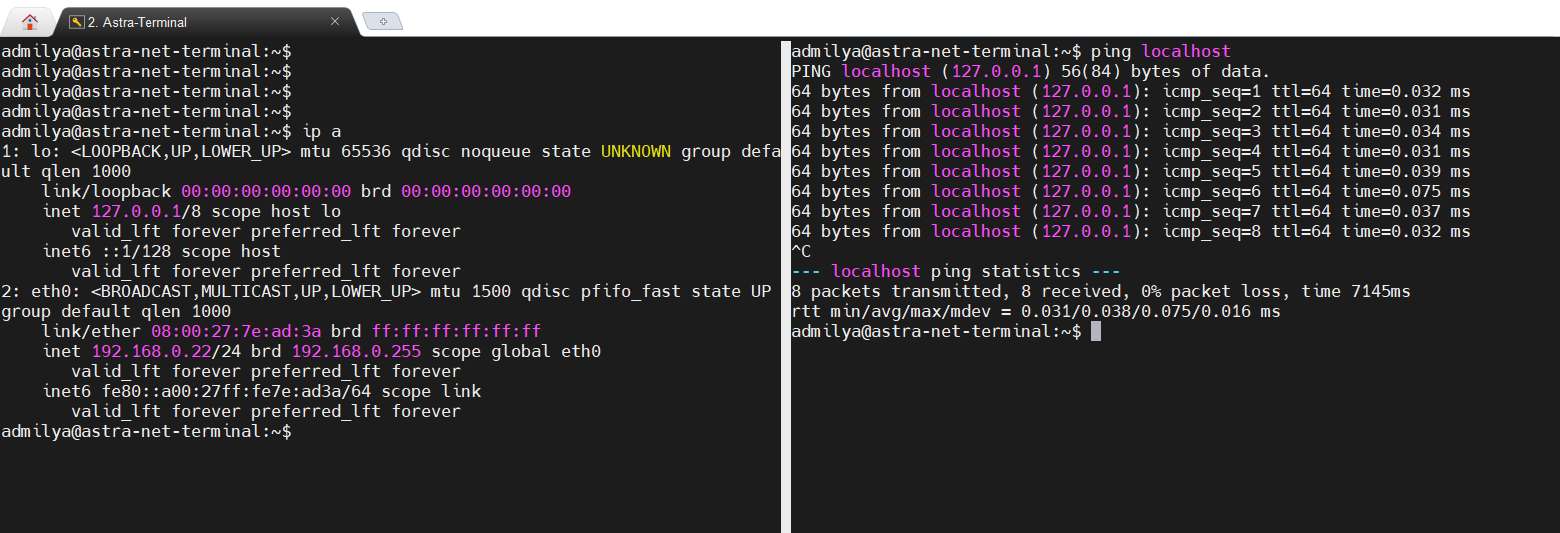 2. Astra-Terminal
admilya@astra-net-terminal:~$
admilya@astra-net-terminal:~$
admilya@astra-net-terminal:~$
admilya@astra-net-terminal:~$
admilya@astra-net-terminal:~$ ip a
1: lo: <LOOPBACK,UP,LOWER_UP> mtu 65536 qdisc noqueue state UNKNOWN group defa
ult qlen 1000
    link/loopback 00:00:00:00:00:00 brd 00:00:00:00:00:00
    inet 127.0.0.1/8 scope host lo
       valid_lft forever preferred_lft forever
    inet6 ::1/128 scope host
       valid_lft forever preferred_lft forever
2: eth0: <BROADCAST,MULTICAST,UP,LOWER_UP> mtu 1500 qdisc pfifo_fast state UP
group default qlen 1000
    link/ether 08:00:27:7e:ad:3a brd ff:ff:ff:ff:ff:ff
    inet 192.168.0.22/24 brd 192.168.0.255 scope global eth0
       valid_lft forever preferred_lft forever
    inet6 fe80::a00:27ff:fe7e:ad3a/64 scope link
       valid_lft forever preferred_lft forever
admilya@astra-net-terminal:~$
admilya@astra-net-terminal:~$ ping localhost
PING localhost (127.0.0.1) 56(84) bytes of data.
64 bytes from localhost (127.0.0.1): icmp_seq=1 ttl=64 time=0.032 ms
64 bytes from localhost (127.0.0.1): icmp_seq=2 ttl=64 time=0.031 ms
64 bytes from localhost (127.0.0.1): icmp_seq=3 ttl=64 time=0.034 ms
64 bytes from localhost (127.0.0.1): icmp_seq=4 ttl=64 time=0.031 ms
64 bytes from localhost (127.0.0.1): icmp_seq=5 ttl=64 time=0.039 ms
64 bytes from localhost (127.0.0.1): icmp_seq=6 ttl=64 time=0.075 ms
64 bytes from localhost (127.0.0.1): icmp_seq=7 ttl=64 time=0.037 ms
64 bytes from localhost (127.0.0.1): icmp_seq=8 ttl=64 time=0.032 ms
^C
--- localhost ping statistics ---
8 packets transmitted, 8 received, 0% packet loss, time 7145ms
rtt min/avg/max/mdev = 0.031/0.038/0.075/0.016 ms
admilya@astra-net-terminal:~$